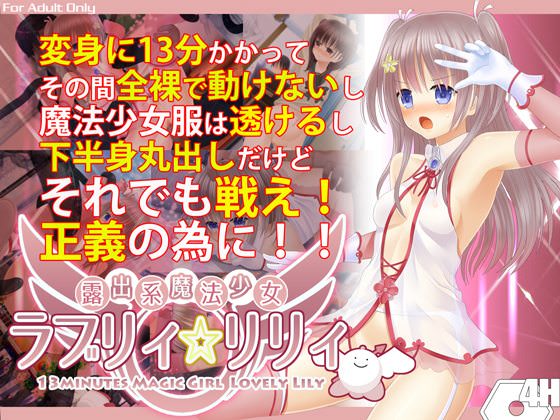 For Adult Only
変身に13分かかって
その間全裸で動けないし
魔法少女服は透けるし
下半身丸出しだけど
それでも戦え！
正義の為に！！
露出系魔法少女
ラブリィ☆リリィ
13minutes Magic Girl Lovely Lily